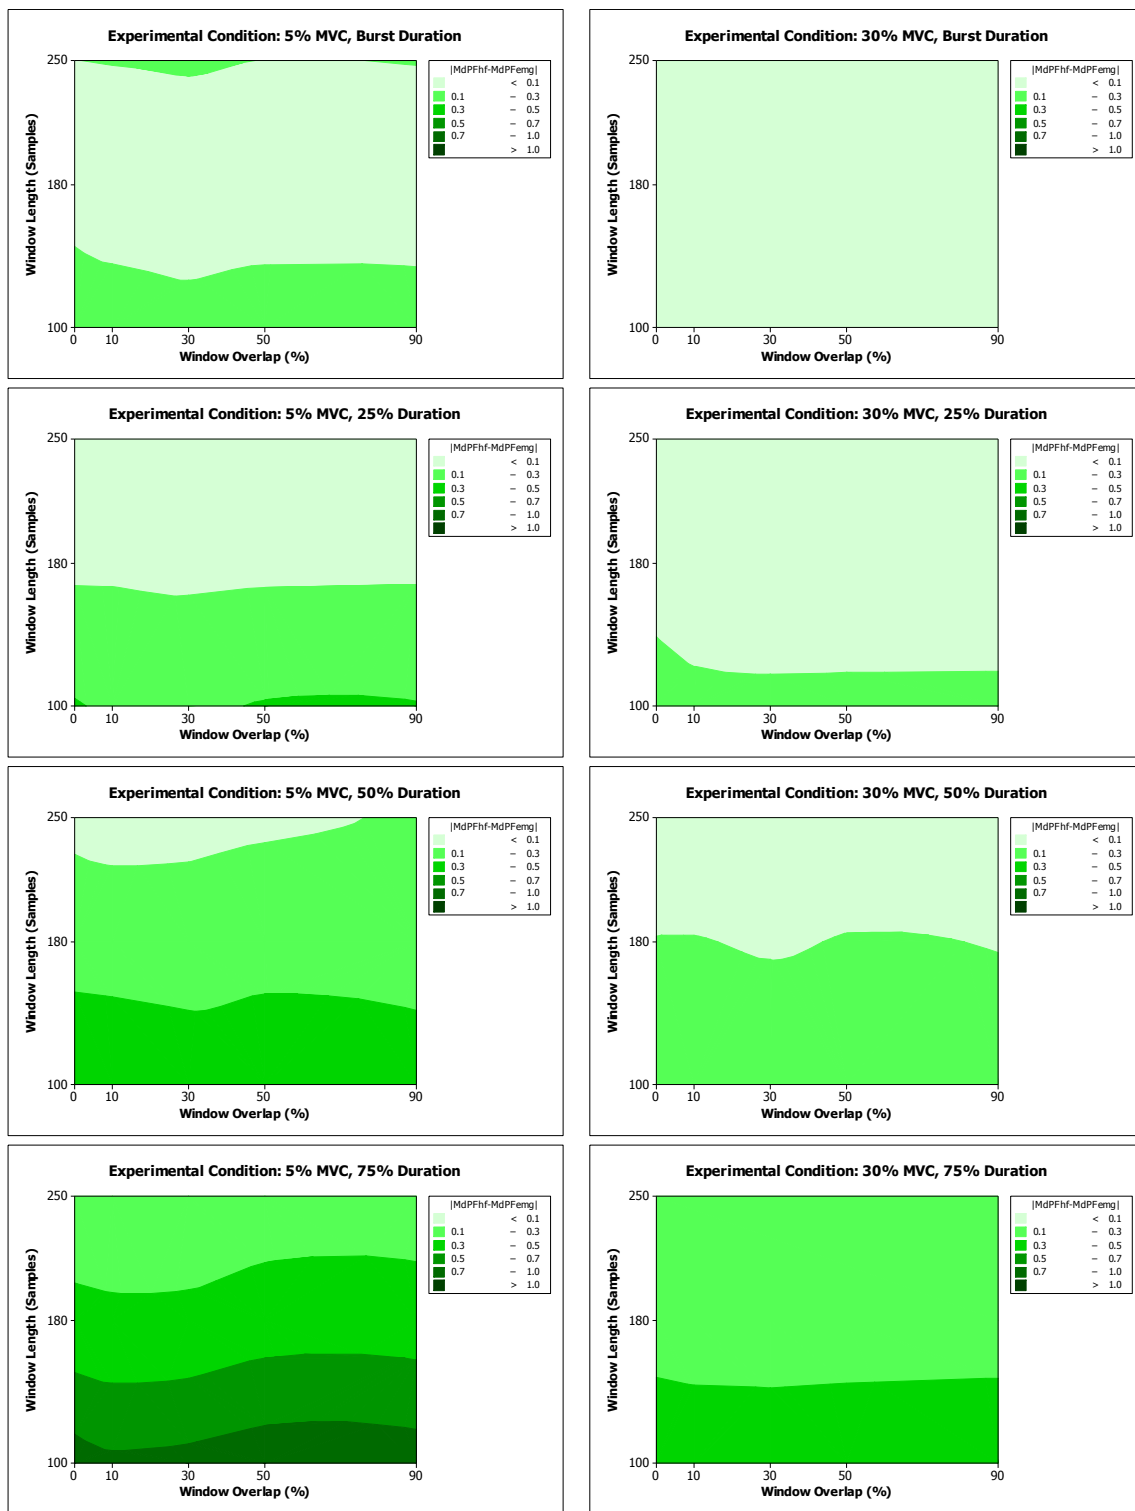 Experimental Condition: 5% MVC, Burst Duration
250
180
100
Window Length (Samples)
0 10 30 50 90
Window Overlap (%)
|MdPFhf-MdPFemg|
< 0.1
0.1 – 0.3
0.3 – 0.5
0.5 – 0.7
0.7 – 1.0
> 1.0
Experimental Condition: 30% MVC, Burst Duration
250
180
100
Window Length (Samples)
0 10 30 50 90
Window Overlap (%)
|MdPFhf-MdPFemg|
< 0.1
0.1 – 0.3
0.3 – 0.5
0.5 – 0.7
0.7 – 1.0
> 1.0
Experimental Condition: 5% MVC, 25% Duration
250
180
100
Window Length (Samples)
0 10 30 50 90
Window Overlap (%)
|MdPFhf-MdPFemg|
< 0.1
0.1 – 0.3
0.3 – 0.5
0.5 – 0.7
0.7 – 1.0
> 1.0
Experimental Condition: 30% MVC, 25% Duration
250
180
100
Window Length (Samples)
0 10 30 50 90
Window Overlap (%)
|MdPFhf-MdPFemg|
< 0.1
0.1 – 0.3
0.3 – 0.5
0.5 – 0.7
0.7 – 1.0
> 1.0
Experimental Condition: 5% MVC, 50% Duration
250
180
100
Window Length (Samples)
0 10 30 50 90
Window Overlap (%)
|MdPFhf-MdPFemg|
< 0.1
0.1 – 0.3
0.3 – 0.5
0.5 – 0.7
0.7 – 1.0
> 1.0
Experimental Condition: 30% MVC, 50% Duration
250
180
100
Window Length (Samples)
0 10 30 50 90
Window Overlap (%)
|MdPFhf-MdPFemg|
< 0.1
0.1 – 0.3
0.3 – 0.5
0.5 – 0.7
0.7 – 1.0
> 1.0
Experimental Condition: 5% MVC, 75% Duration
250
180
100
Window Length (Samples)
0 10 30 50 90
Window Overlap (%)
|MdPFhf-MdPFemg|
< 0.1
0.1 – 0.3
0.3 – 0.5
0.5 – 0.7
0.7 – 1.0
> 1.0
Experimental Condition: 30% MVC, 75% Duration
250
180
100
Window Length (Samples)
0 10 30 50 90
Window Overlap (%)
|MdPFhf-MdPFemg|
< 0.1
0.1 – 0.3
0.3 – 0.5
0.5 – 0.7
0.7 – 1.0
> 1.0